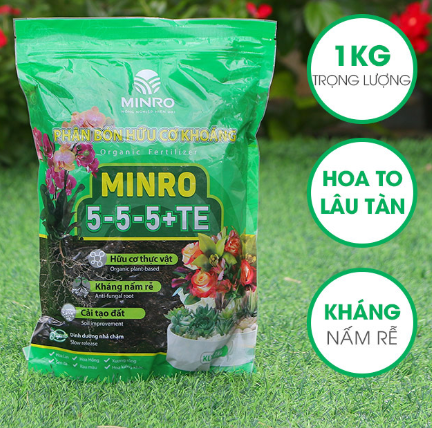 MINRO
PHÂN BÓN HỮU CƠ KHOÁNG
Organic Fertilizer
MINRO
5-5-5+TE
Hữu cơ thực vật
Organic plant-based
Kháng nấm rễ
Anti-fungal root
Cải tạo đất
Soil improvement
Dinh dưỡng nhả chậm
Slow release
1KG
TRỌNG LƯỢNG
HOA TO
LÂU TÀN
KHÁNG
NẤM RỄ